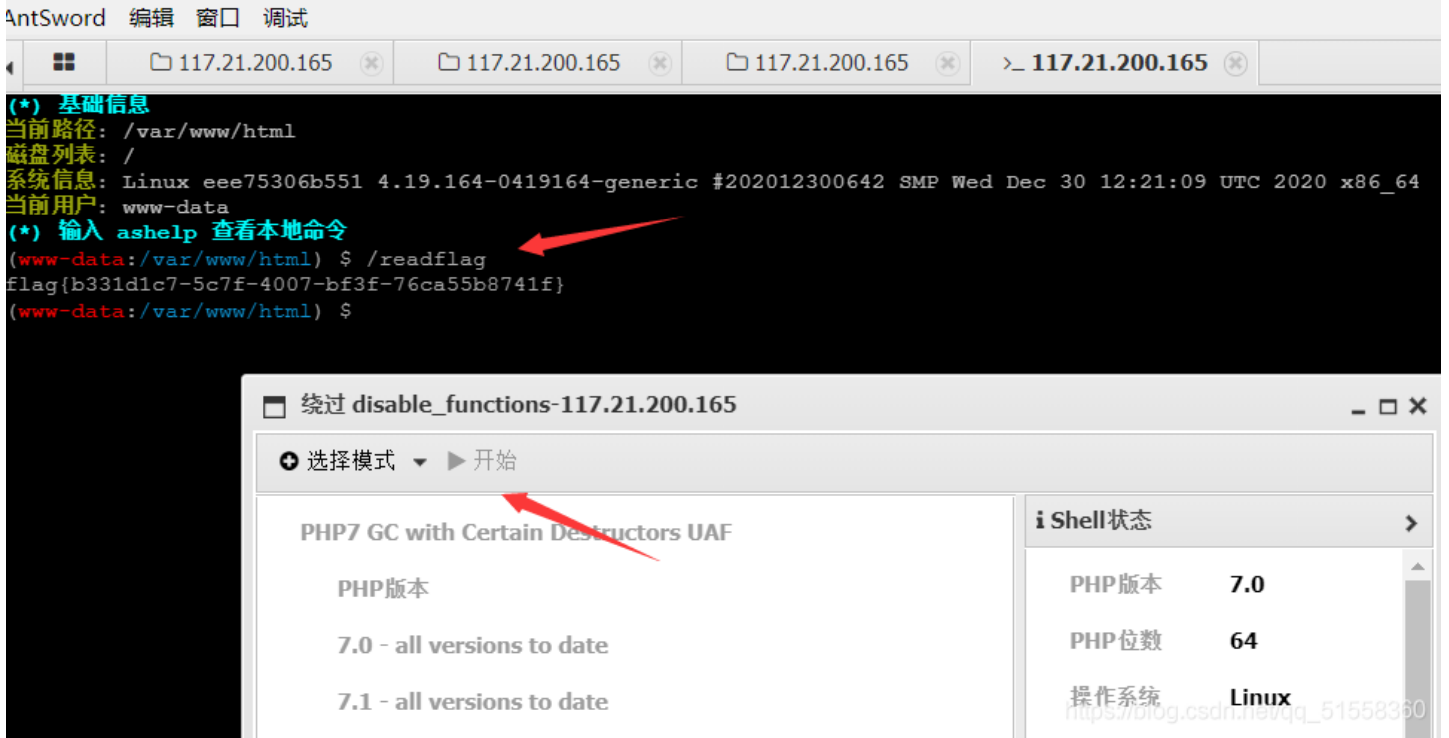 AntSword 编辑 窗口 调试
117.21.200.165 117.21.200.165 117.21.200.165 >_ 117.21.200.165
(*) 基础信息
当前路径: /var/www/html
磁盘列表: /
系统信息: Linux eee75306b551 4.19.164-0419164-generic #202012300642 SMP Wed Dec 30 12:21:09 UTC 2020 x86_64
当前用户: www-data
(*) 输入 ashelp 查看本地命令
(www-data:/var/www/html) $ /readflag
flag{b331d1c7-5c7f-4007-bf3f-76ca55b8741f}
(www-data:/var/www/html) $
绕过 disable_functions-117.21.200.165
选择模式 开始
PHP7 GC with Certain Destructors UAF
PHP版本
7.0 - all versions to date
7.1 - all versions to date
Shell状态
PHP版本 7.0
PHP位数 64
操作系统 Linux
https://blog.csdn.net/qq_51558360